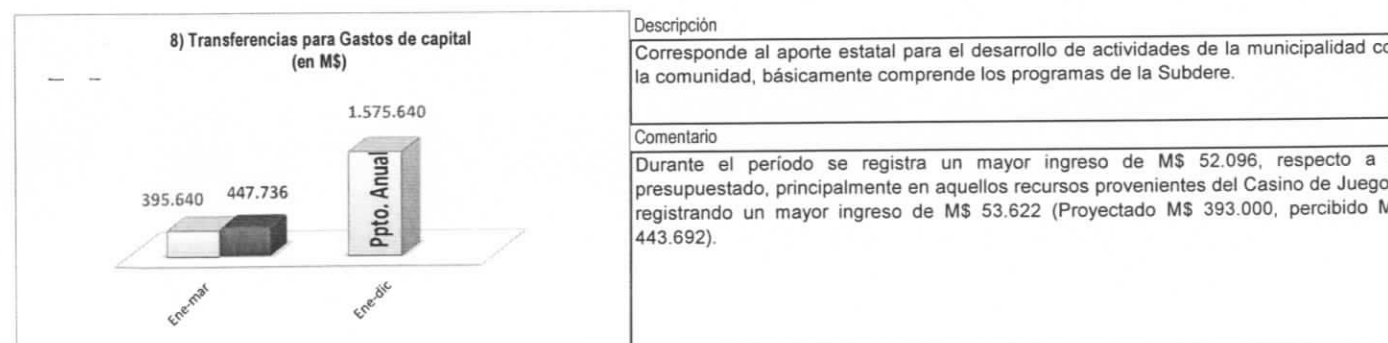 8) Transferencias para Gastos de capital
(en M$)
1.575.640
395.640
447.736
Ppto. Anual
Ene-mar
Ene-dic
Descripción
Corresponde al aporte estatal para el desarrollo de actividades de la municipalidad co
la comunidad, básicamente comprende los programas de la Subdere.
Comentario
Durante el período se registra un mayor ingreso de M$ 52.096, respecto a
presupuestado, principalmente en aquellos recursos provenientes del Casino de Juego
registrando un mayor ingreso de M$ 53.622 (Proyectado M$ 393.000, percibido M
443.692).